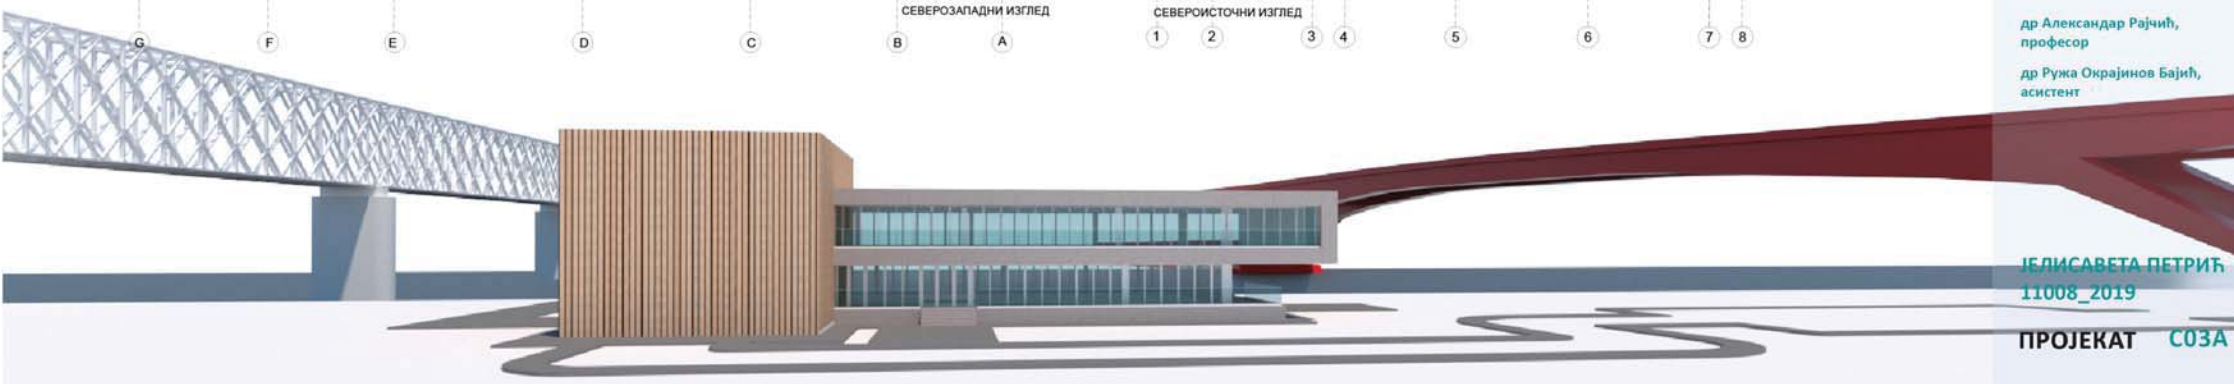 СЕВЕРОЗАПАДНИ ИЗГЛЕД
СЕВЕРОИСТОЧНИ ИЗГЛЕД
G F E D C B A 1 2 3 4 5 6 7 8
др Александар Рајчић,
професор
др Ружа Окрајинов Бајић,
асистент
ЈЕЛИСАВЕТА ПЕТРИЋ
11008_2019
ПРОЈЕКАТ С03А